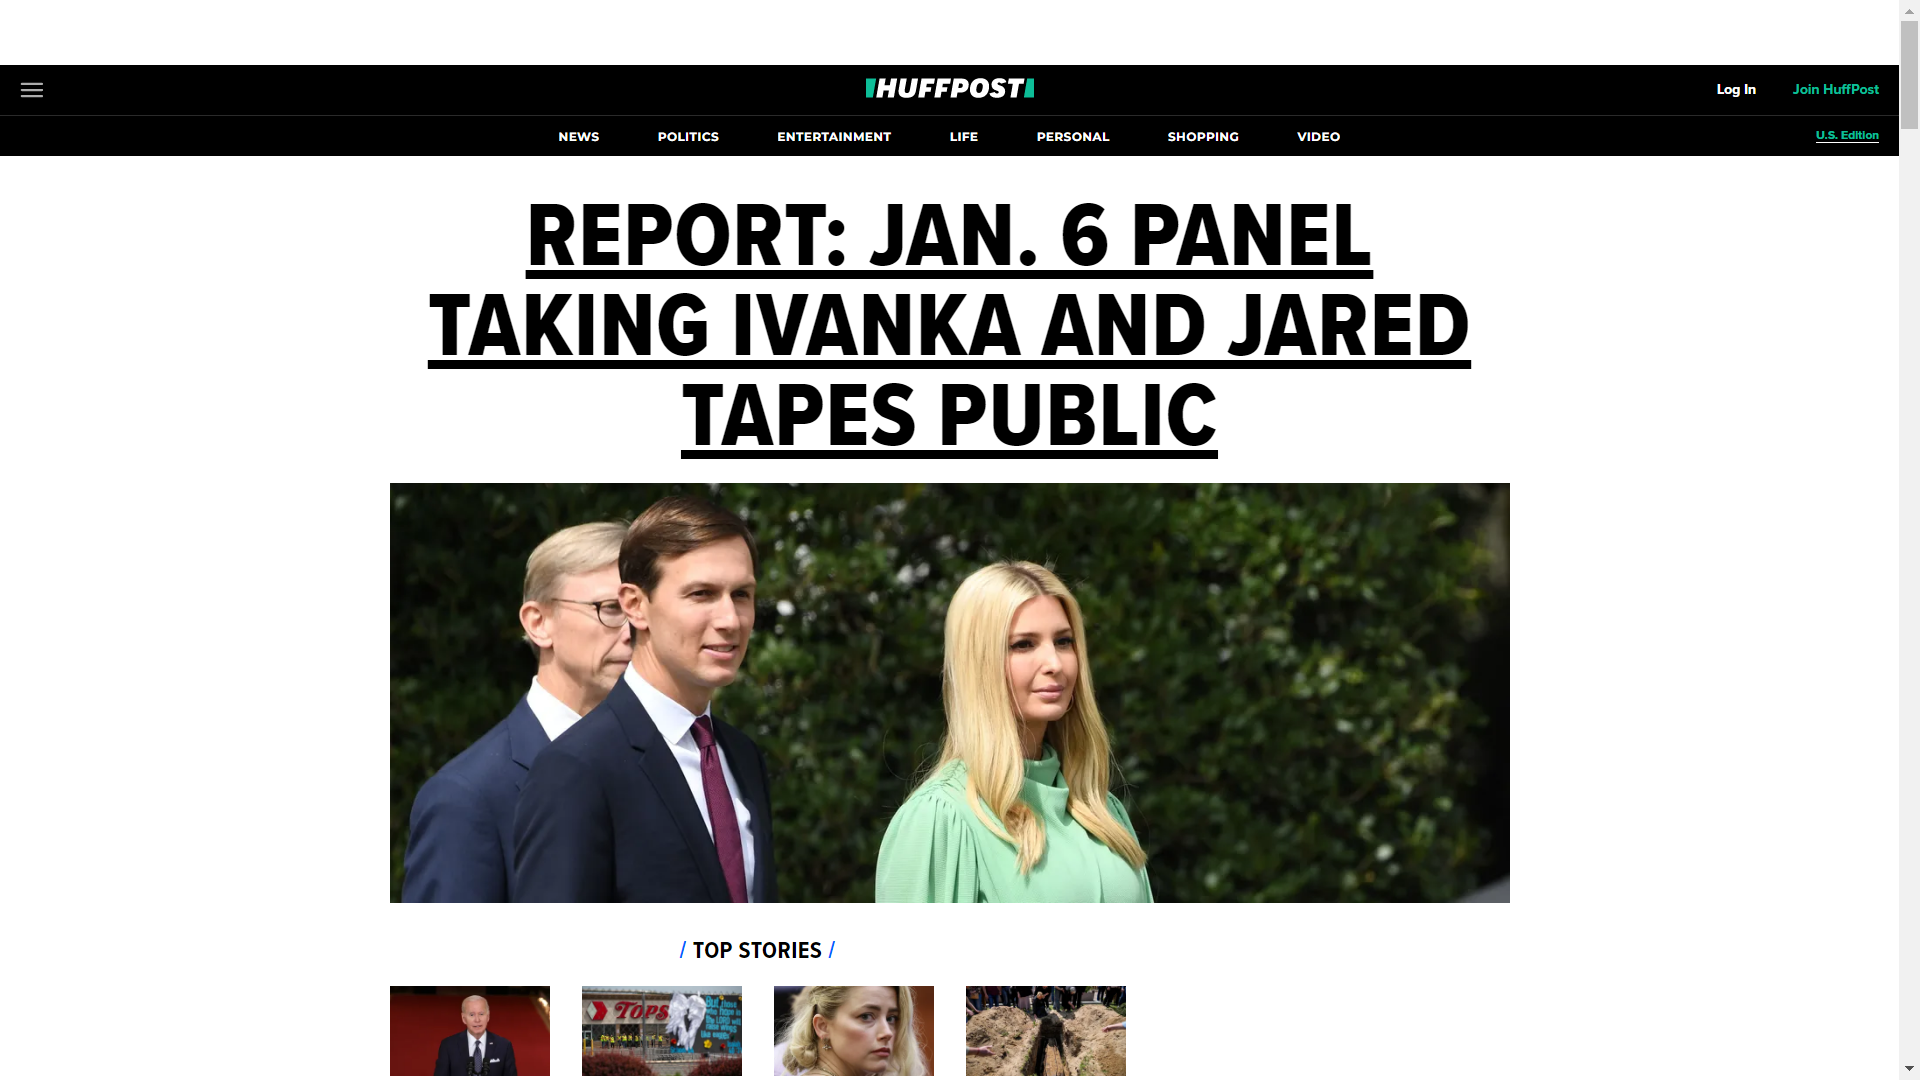 HUFFPOST
Log In
Join HuffPost
NEWS
POLITICS
ENTERTAINMENT
LIFE
PERSONAL
SHOPPING
VIDEO
U.S. Edition
REPORT: JAN. 6 PANEL
TAKING IVANKA AND JARED
TAPES PUBLIC
/ TOP STORIES /
TOPS